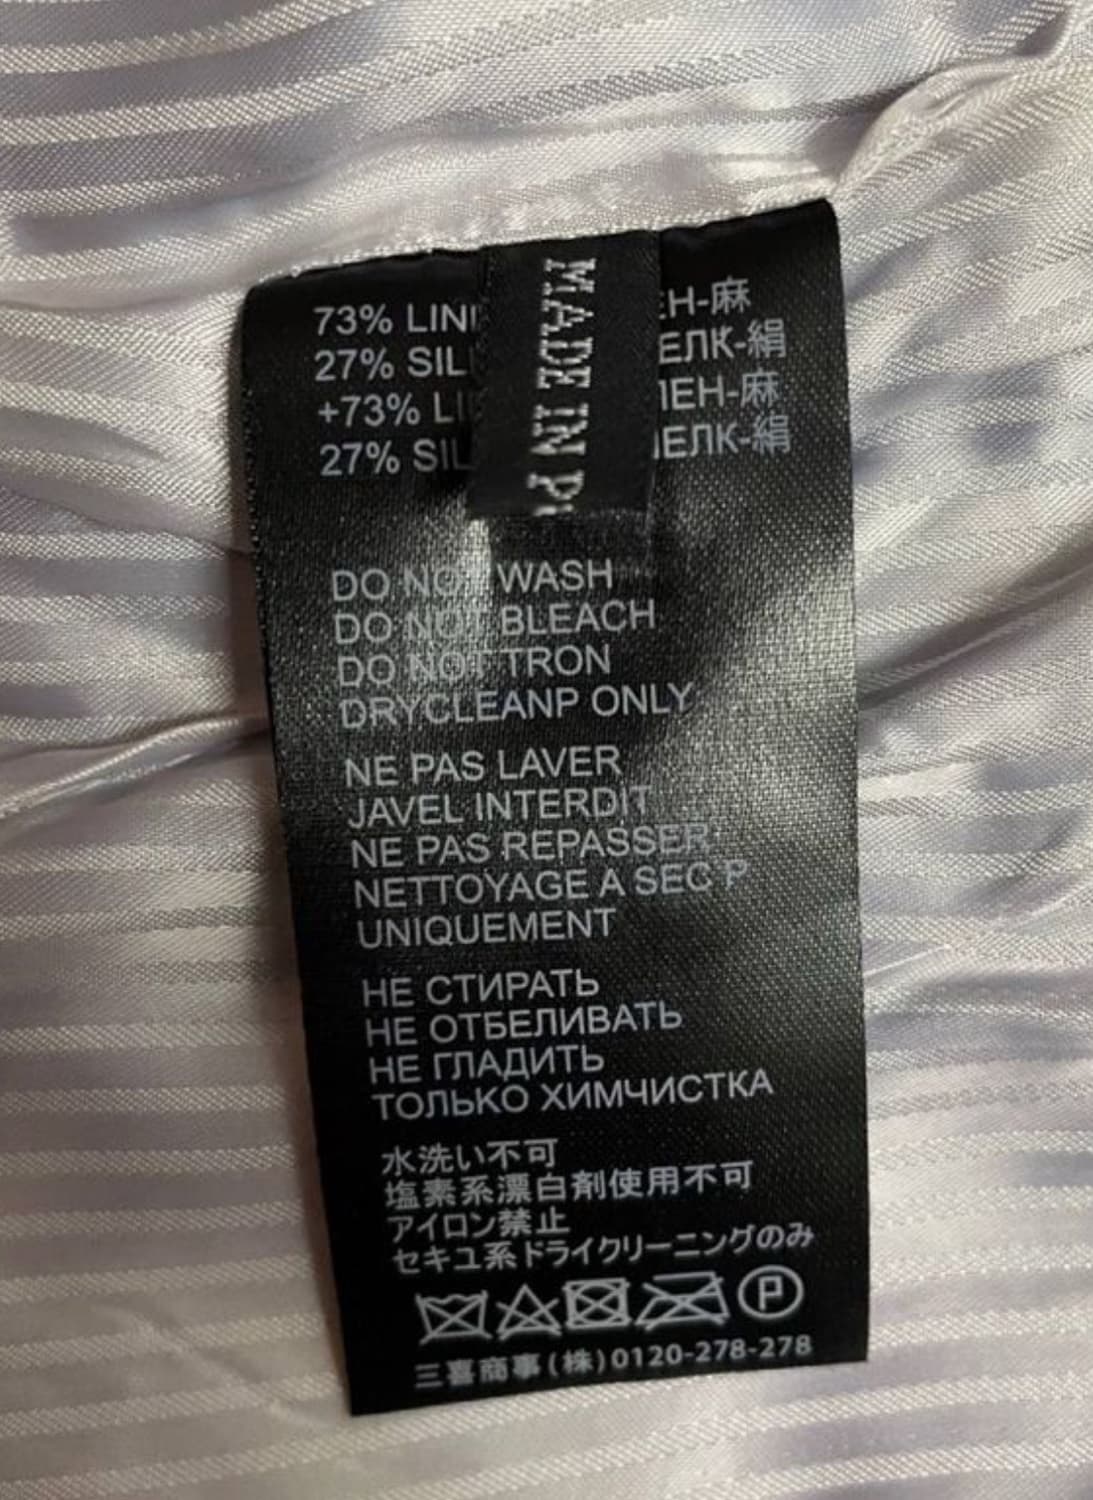 73% LIN
27% SIL
+73% LI
27% SIL
MADE IN P
ЕН-麻
ЕЛК-絹
ЛЕН-麻
ЕЛК-絹
DO NOT WASH
DO NOT BLEACH
DO NOT TRON
DRYCLEANP ONLY
NE PAS LAVER
JAVEL INTERDIT
NE PAS REPASSER
NETTOYAGE A SEC P
UNIQUEMENT
НЕ СТИРАТЬ
НЕ ОТБЕЛИВАТЬ
НЕ ГЛАДИТЬ
ТОЛЬКО ХИМЧИСТКА
水洗い不可
塩素系漂白剤使用不可
アイロン禁止
セキユ系ドライクリーニングのみ
P
三喜商事(株)0120-278-278